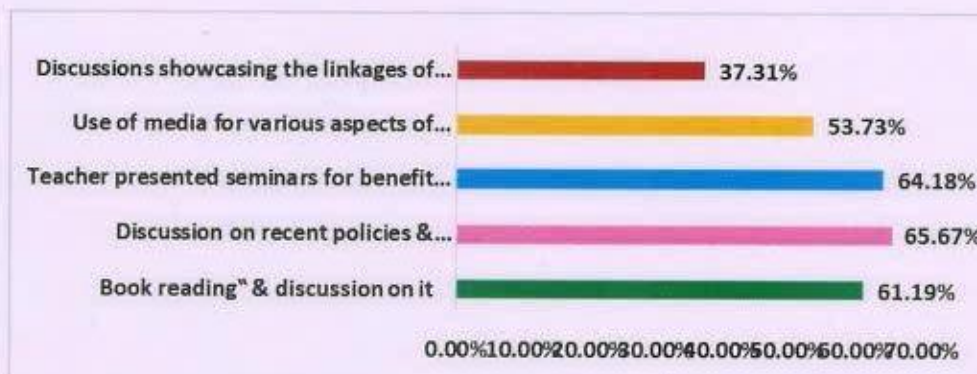 Discussions showcasing the linkages of...
37.31%
Use of media for various aspects of...
53.73%
Teacher presented seminars for benefit...
64.18%
Discussion on recent policies &...
65.67%
Book reading" & discussion on it
61.19%
0.00%10.00%20.00%30.00%40.00%50.00%60.00%70.00%